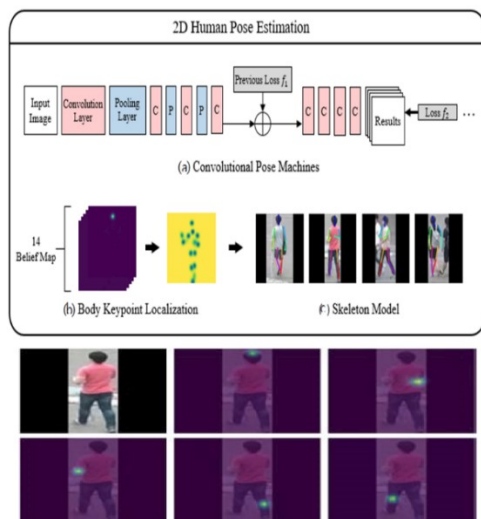 2D Human Pose Estimation
Previous Loss f₁
Input
Image
Convolution
Layer
Pooling
Layer
C
P
C
P
C
C
C
C
C
Results
Loss f₂
...
(a) Convolutional Pose Machines
14
Belief Map
(b) Body Keypoint Localization
(C) Skeleton Model